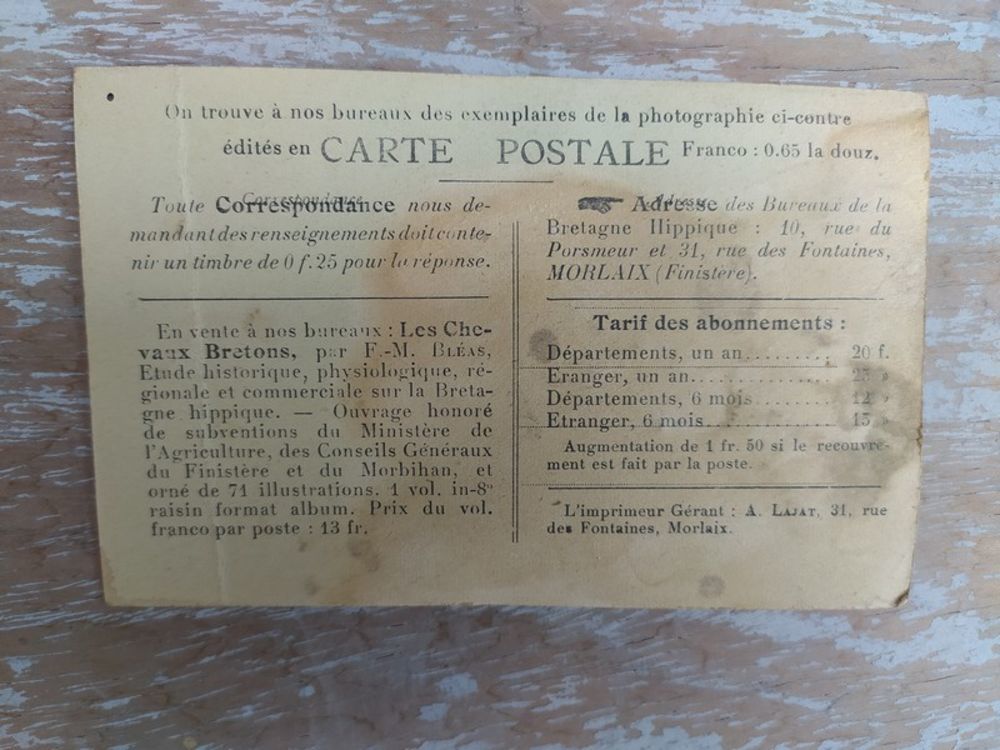 On trouve à nos bureaux des exemplaires de la photographie ci-contre
édités en CARTE POSTALE Franco : 0.65 la douz.
Correspondance
Toute Correspondance nous de-
mandant des renseignements doit conte-
nir un timbre de 0 f. 25 pour la réponse.
En vente à nos bureaux : Les Che-
vaux Bretons, par F.-M. BLÉAS,
Etude historique, physiologique, ré-
gionale et commerciale sur la Breta-
gne hippique. — Ouvrage honoré
de subventions du Ministère de
l'Agriculture, des Conseils Généraux
du Finistère et du Morbihan, et
orné de 71 illustrations. 1 vol. in-8°
raisin format album. Prix du vol.
franco par poste : 13 fr.
Adresse des Bureaux de la
Bretagne Hippique : 10, rue du
Porsmeur et 31, rue des Fontaines,
MORLAIX (Finistère).
Tarif des abonnements :
Départements, un an......... 20 f.
Eranger, un an............... 25 »
Départements, 6 mois......... 12 »
Etranger, 6 mois............. 15 »
Augmentation de 1 fr. 50 si le recouvre-
ment est fait par la poste.
L'imprimeur Gérant : A. LAJAT, 31, rue
des Fontaines, Morlaix.